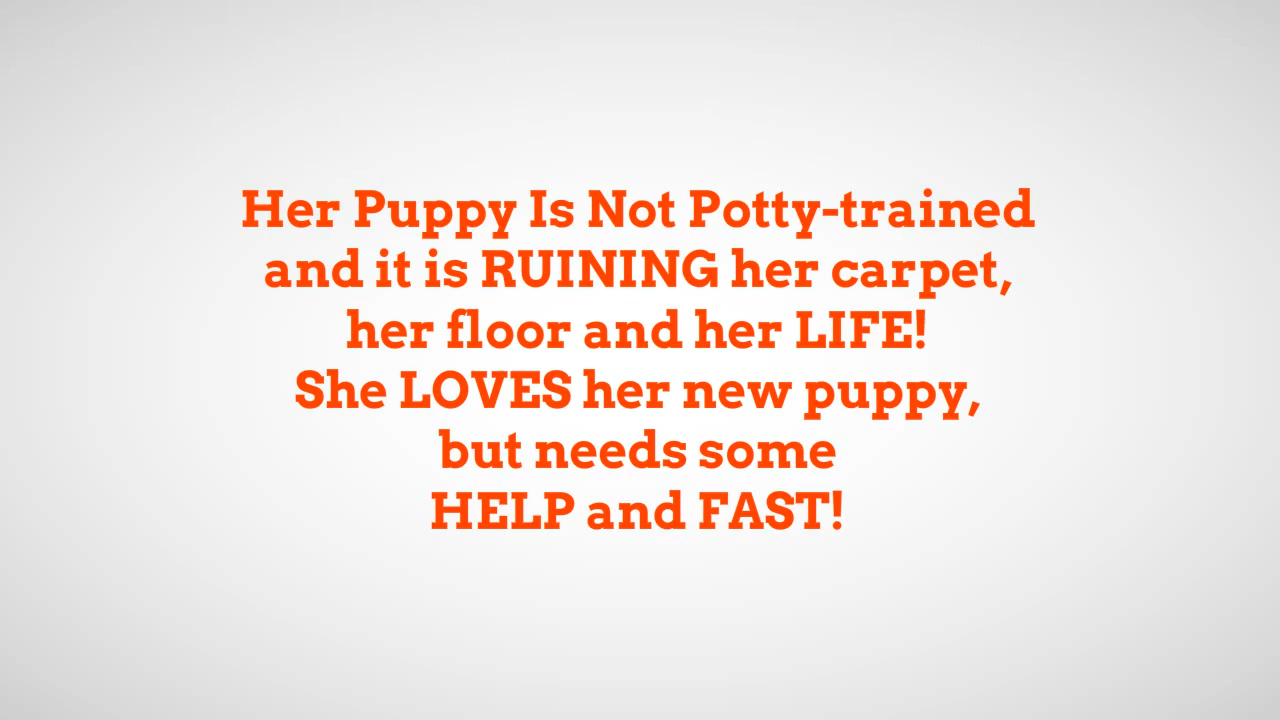 Her Puppy Is Not Potty-trained
and it is RUINING her carpet,
her floor and her LIFE!
She LOVES her new puppy,
but needs some
HELP and FAST!